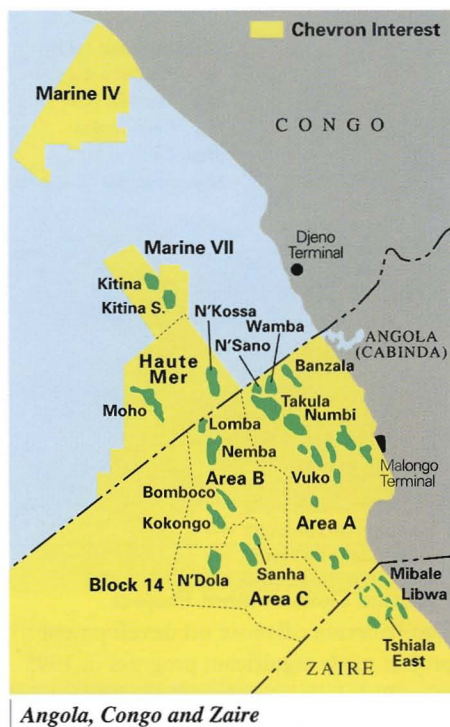 Chevron Interest
Marine IV
CONGO
Djeno
Terminal
Marine VII
Kitina
Kitina S.
N'Kossa
Wamba
N'Sano
ANGOLA
(CABINDA)
Banzala
Haute
Mer
Takula
Numbi
Moho
Lomba
Nemba
Malongo
Terminal
Vuko
Area B
Bomboco
Kokongo
Area A
Block 14
N'Dola
Sanha
Area C
Mibale
Libwa
Tshiala
East
ZAIRE
Angola, Congo and Zaire